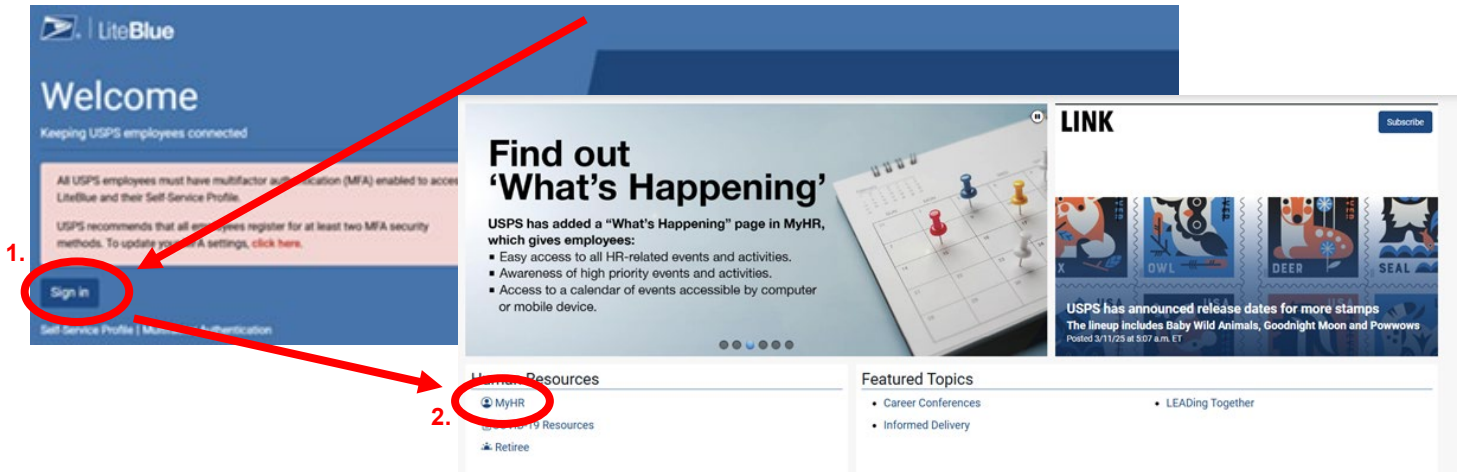 LiteBlue
Welcome
Keeping USPS employees connected
All USPS employees must have multifactor authentication (MFA) enabled to acce
LiteBlue and their Self-Service Profile.
USPS recommends that all employees register for at least two MFA security
methods. To update your MFA settings, click here.
1.
Sign in
Self-Service Profile | Authentication
Find out
‘What’s Happening’
USPS has added a “What’s Happening” page in MyHR,
which gives employees:
▪ Easy access to all HR-related events and activities.
▪ Awareness of high priority events and activities.
▪ Access to a calendar of events accessible by computer
or mobile device.
LINK
Subscribe
OWL
DEER
SEAL
USPS has announced release dates for more stamps
The lineup includes Baby Wild Animals, Goodnight Moon and Powwows
Posted 3/11/25 at 5:07 a.m. ET
Human Resources
2.
MyHR
COVID-19 Resources
Retiree
Featured Topics
• Career Conferences
• LEADing Together
• Informed Delivery